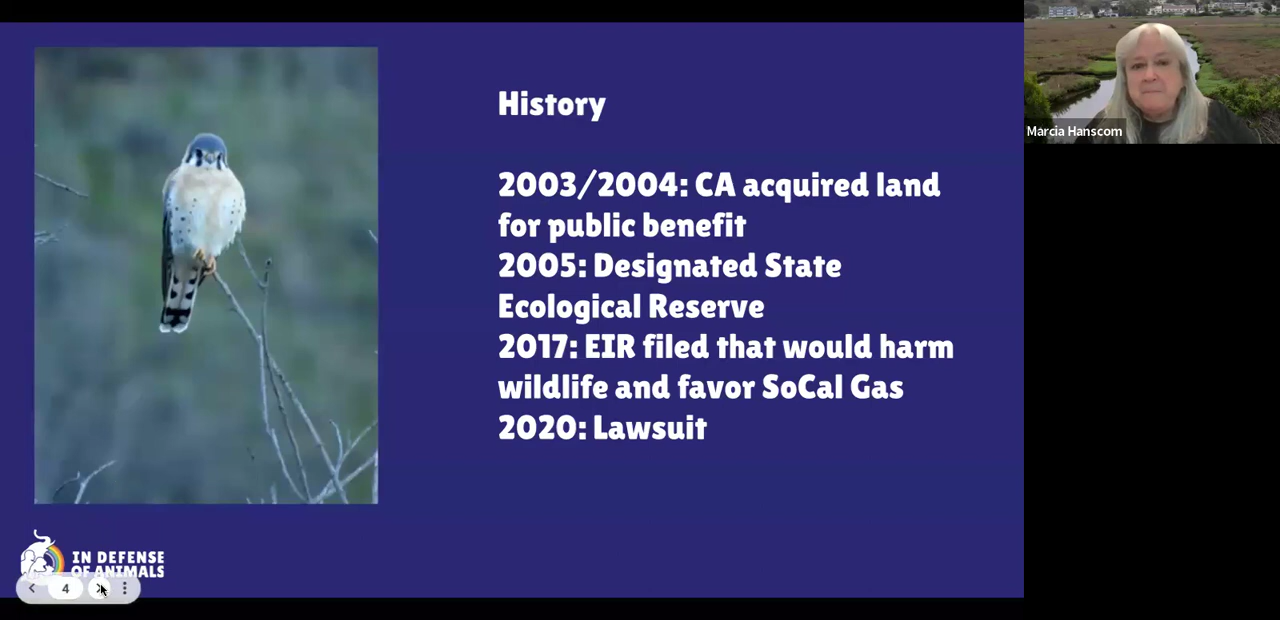 History
2003/2004: CA acquired land
for public benefit
2005: Designated State
Ecological Reserve
2017: EIR filed that would harm
wildlife and favor SoCal Gas
2020: Lawsuit
IN DEFENSE
OF ANIMALS
4
Marcia Hanscom